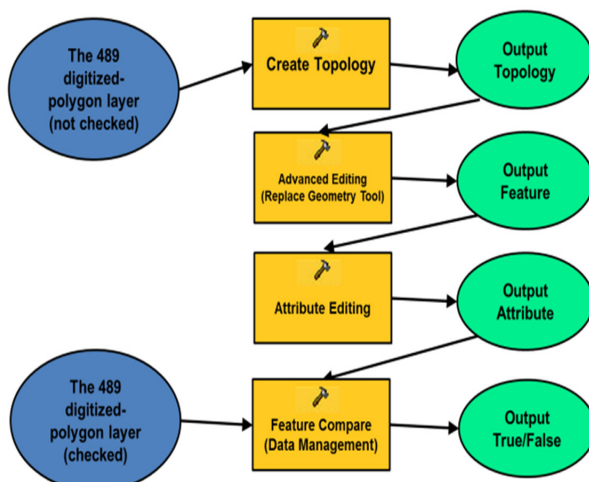 The 489
digitized-
polygon layer
(not checked)
Create Topology
Output
Topology
Advanced Editing
(Replace Geometry Tool)
Output
Feature
Attribute Editing
Output
Attribute
The 489
digitized-
polygon layer
(checked)
Feature Compare
(Data Management)
Output
True/False